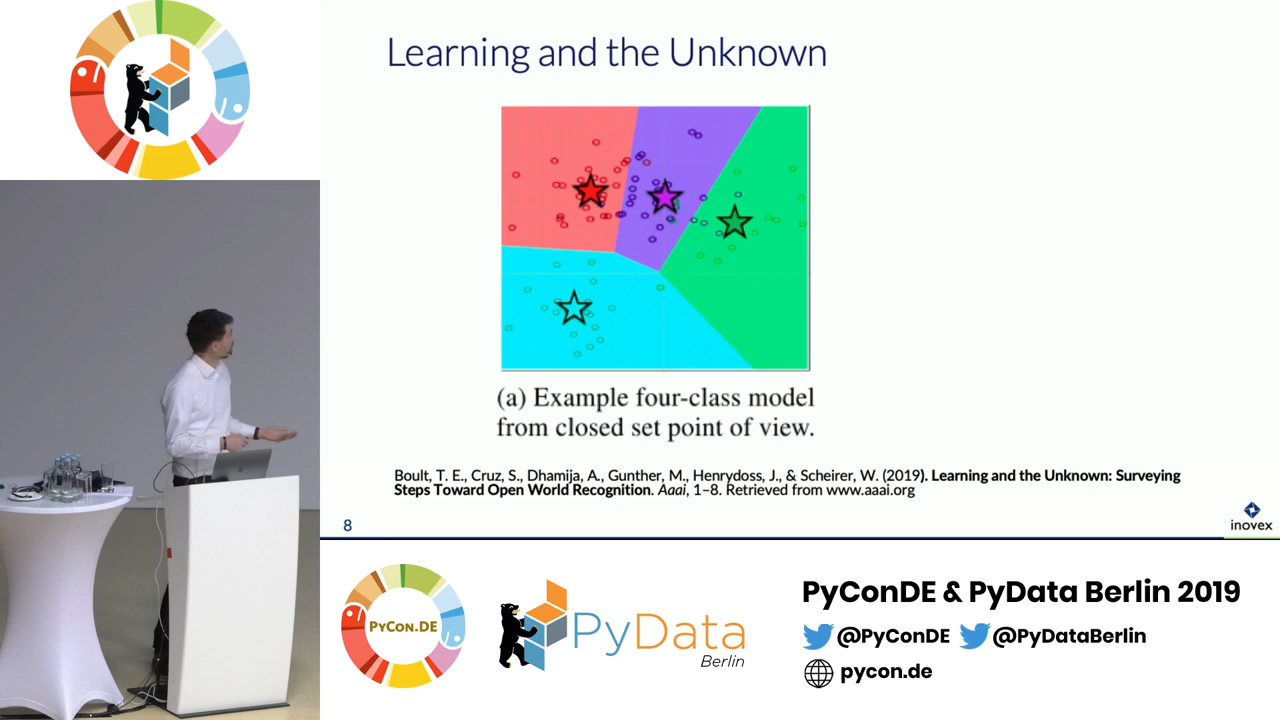 Learning and the Unknown
(a) Example four-class model
from closed set point of view.
Boult, T. E., Cruz, S., Dhamija, A., Gunther, M., Henrydoss, J., & Scheirer, W. (2019). Learning and the Unknown: Surveying
Steps Toward Open World Recognition. Aaai, 1–8. Retrieved from www.aaai.org
8
inovex
PYCON.DE
PyData
Berlin
PyConDE & PyData Berlin 2019
@PyConDE @PyDataBerlin
pycon.de